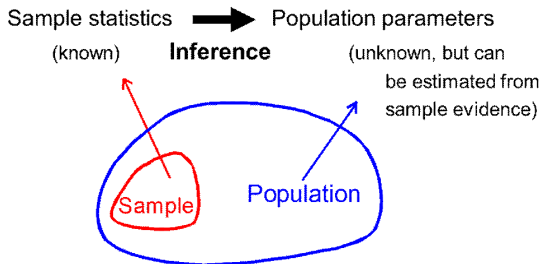 Sample statistics Population parameters
(known) Inference (unknown, but can
be estimated from
sample evidence)
Sample Population